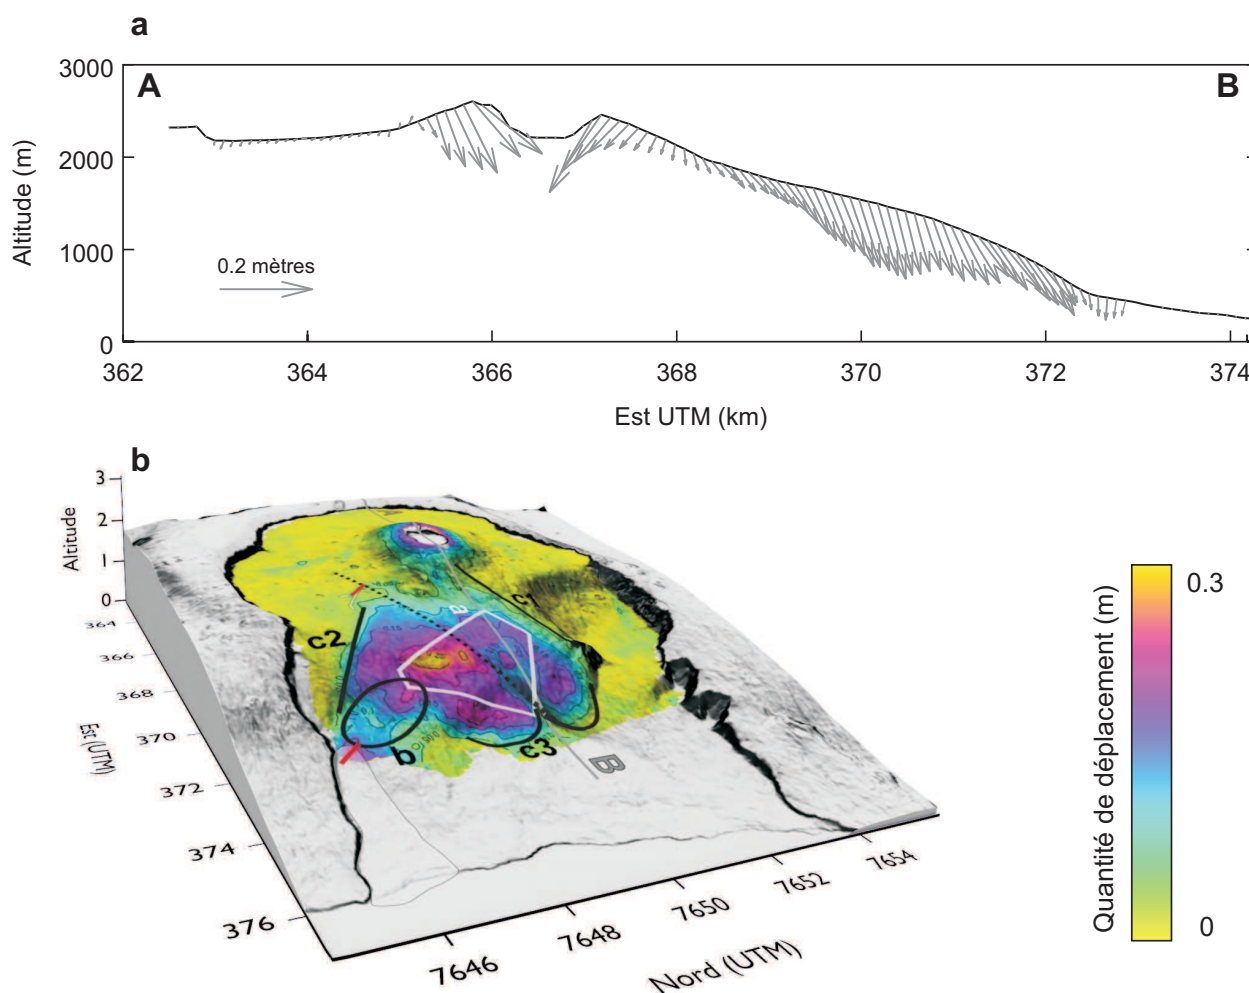 a
3000
A
B
2000
Altitude (m)
1000
0.2 mètres
0
362
364
366
368
370
372
374
Est UTM (km)
b
3
2
1
0
Altitude
A
c1
a
c2
b
c3
B
364
366
368
370
372
374
376
Est (UTM)
7646
7648
7650
7652
7654
Nord (UTM)
0.3
Quantité de déplacement (m)
0